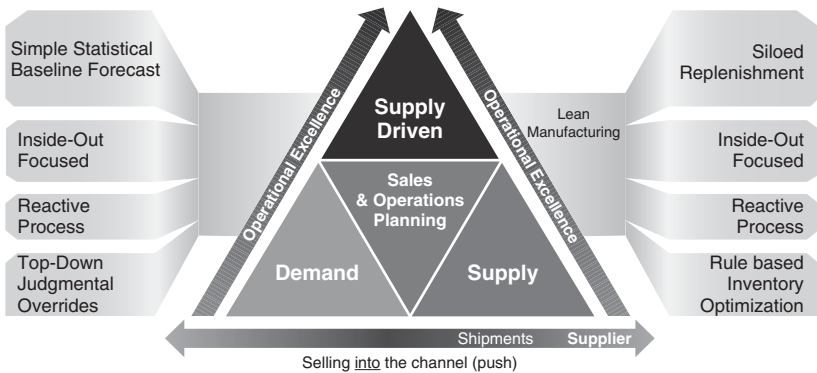 Simple Statistical
Baseline Forecast
Inside-Out
Focused
Reactive
Process
Top-Down
Judgmental
Overrides
Operational Excellence
Supply
Driven
Sales
& Operations
Planning
Demand
Supply
Operational Excellence
Lean
Manufacturing
Siloed
Replenishment
Inside-Out
Focused
Reactive
Process
Rule based
Inventory
Optimization
Shipments Supplier
Selling into the channel (push)